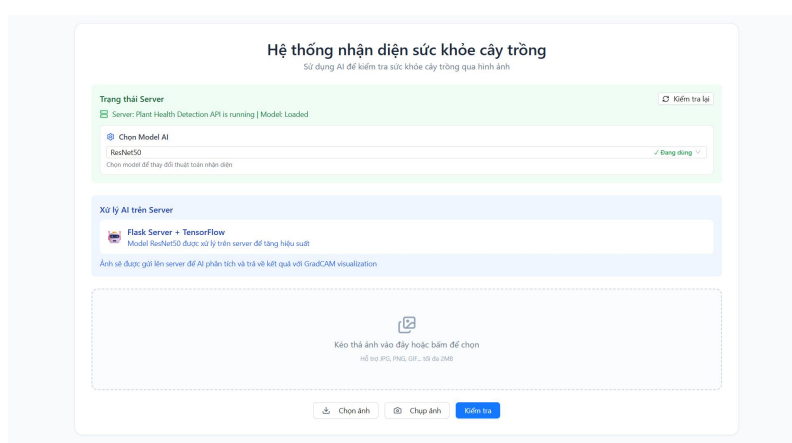 Hệ thống nhận diện sức khỏe cây trồng
Sử dụng AI để kiểm tra sức khỏe cây trồng qua hình ảnh
Trạng thái Server
Kiểm tra lại
Server: Plant Health Detection API is running | Model: Loaded
Chọn Model AI
ResNet50
✓ Đang dùng
Chọn model để thay đổi thuật toán nhận diện
Xử lý AI trên Server
Flask Server + TensorFlow
Model ResNet50 được xử lý trên server để tăng hiệu suất
Ảnh sẽ được gửi lên server để AI phân tích và trả về kết quả với GradCAM visualization
Kéo thả ảnh vào đây hoặc bấm để chọn
Hỗ trợ JPG, PNG, GIF... tối đa 2MB
Chọn ảnh
Chụp ảnh
Kiểm tra